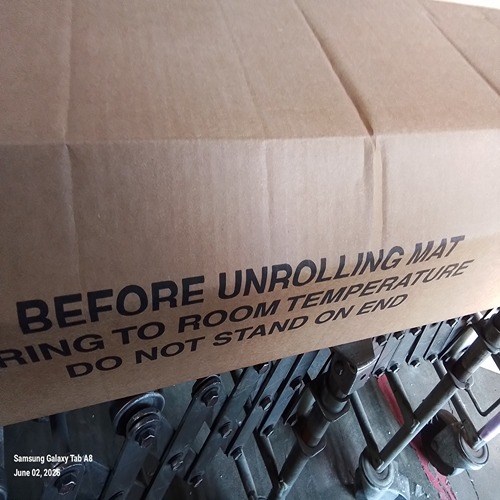 BEFORE UNROLLING MAT
RING TO ROOM TEMPERATURE
DO NOT STAND ON END
Samsung Galaxy Tab A8
June 02, 2026